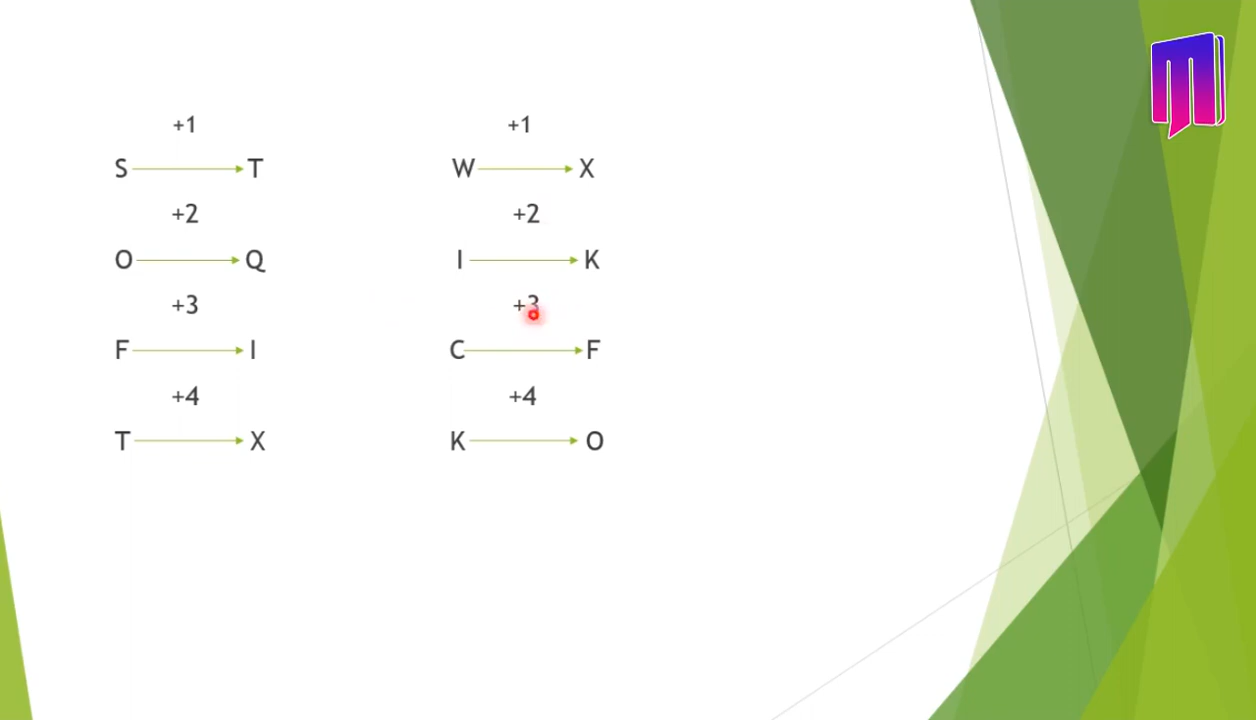 +1 +1
S T W X
+2 +2
O Q I K
+3 +3
F I C F
+4 +4
T X K O